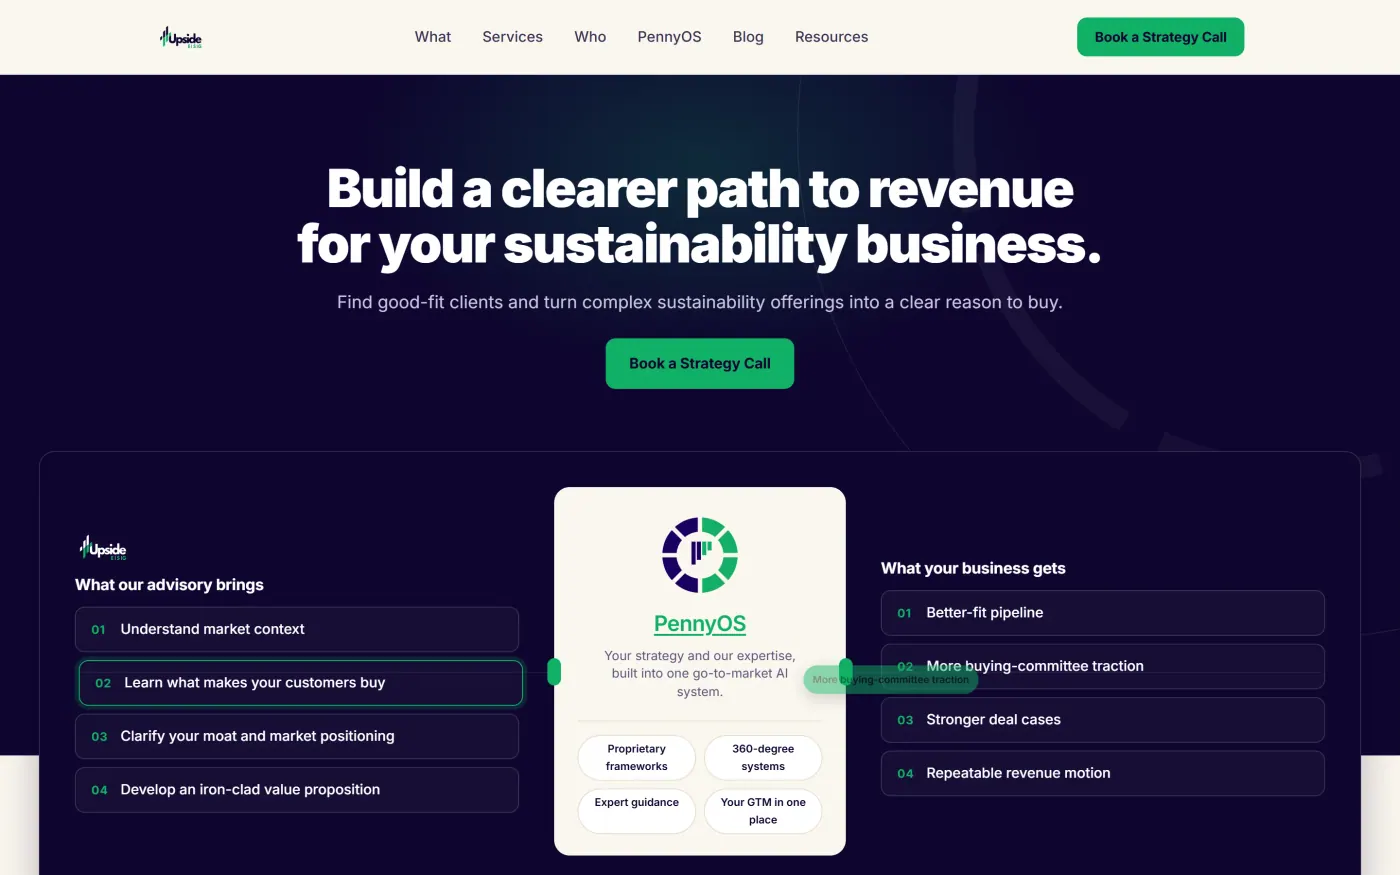 Upside
What
Services
Who
PennyOS
Blog
Resources
Book a Strategy Call
Build a clearer path to revenue
for your sustainability business.
Find good-fit clients and turn complex sustainability offerings into a clear reason to buy.
Book a Strategy Call
Upside
What our advisory brings
01 Understand market context
02 Learn what makes your customers buy
03 Clarify your moat and market positioning
04 Develop an iron-clad value proposition
PennyOS
Your strategy and our expertise,
built into one go-to-market AI
system.
Proprietary
frameworks
360-degree
systems
Expert guidance
Your GTM in one
place
What your business gets
01 Better-fit pipeline
02 More buying-committee traction
More buying-committee traction
03 Stronger deal cases
04 Repeatable revenue motion